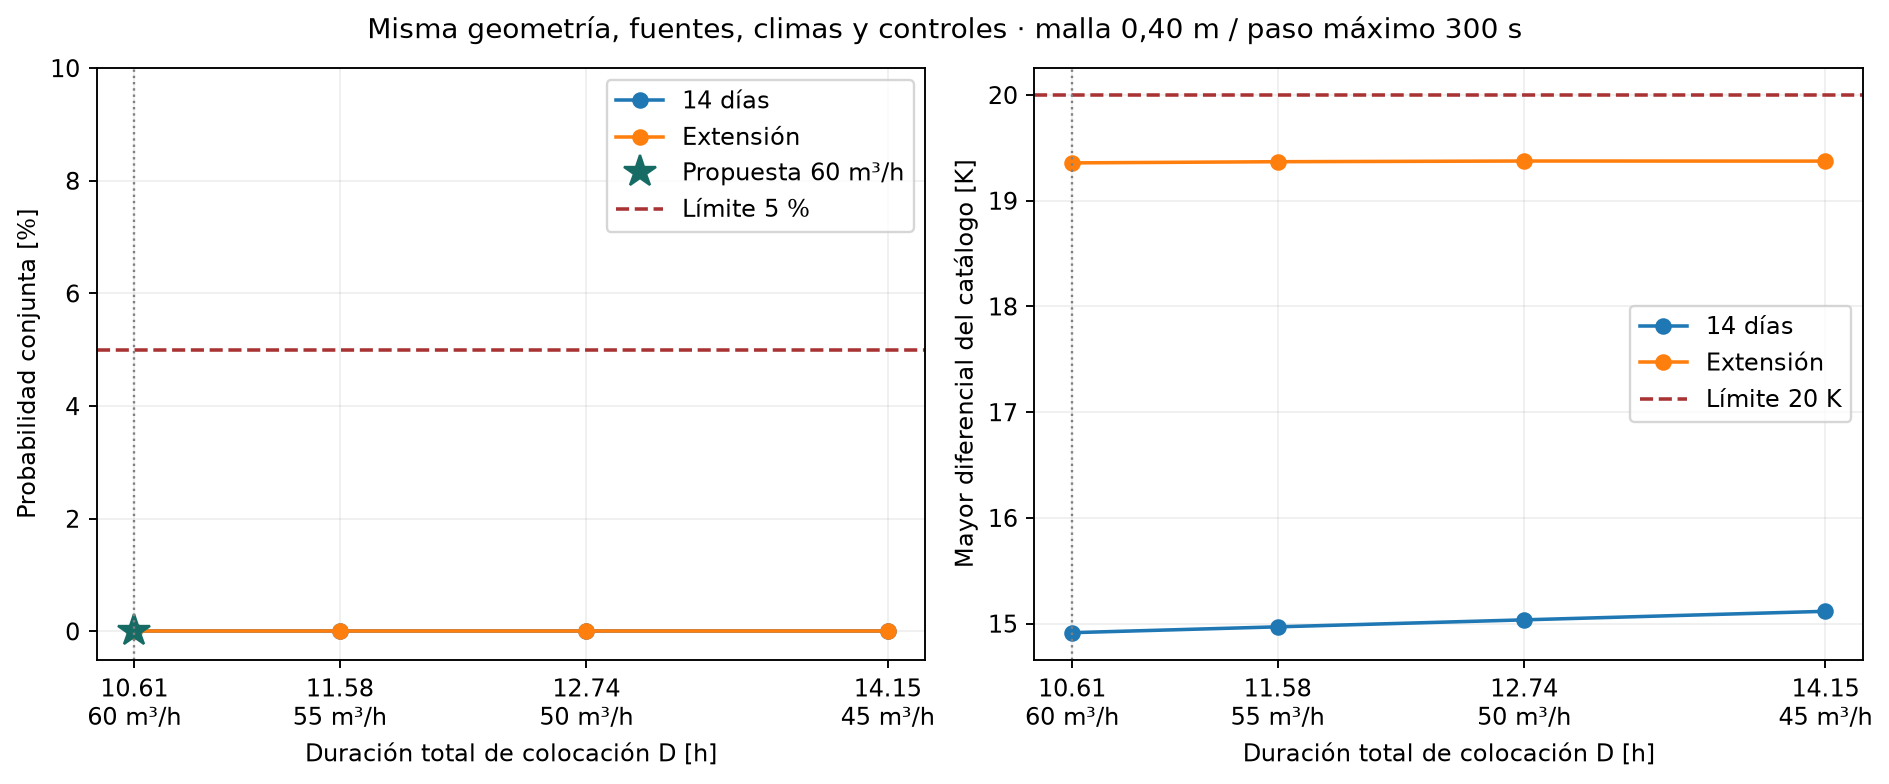 Misma geometría, fuentes, climas y controles · malla 0,40 m / paso máximo 300 s
Probabilidad conjunta [%]
10
8
6
4
2
0
14 días
Extensión
Propuesta 60 m³/h
Límite 5 %
10.61
60 m³/h
11.58
55 m³/h
12.74
50 m³/h
14.15
45 m³/h
Duración total de colocación D [h]
Mayor diferencial del catálogo [K]
20
19
18
17
16
15
14 días
Extensión
Límite 20 K
10.61
60 m³/h
11.58
55 m³/h
12.74
50 m³/h
14.15
45 m³/h
Duración total de colocación D [h]